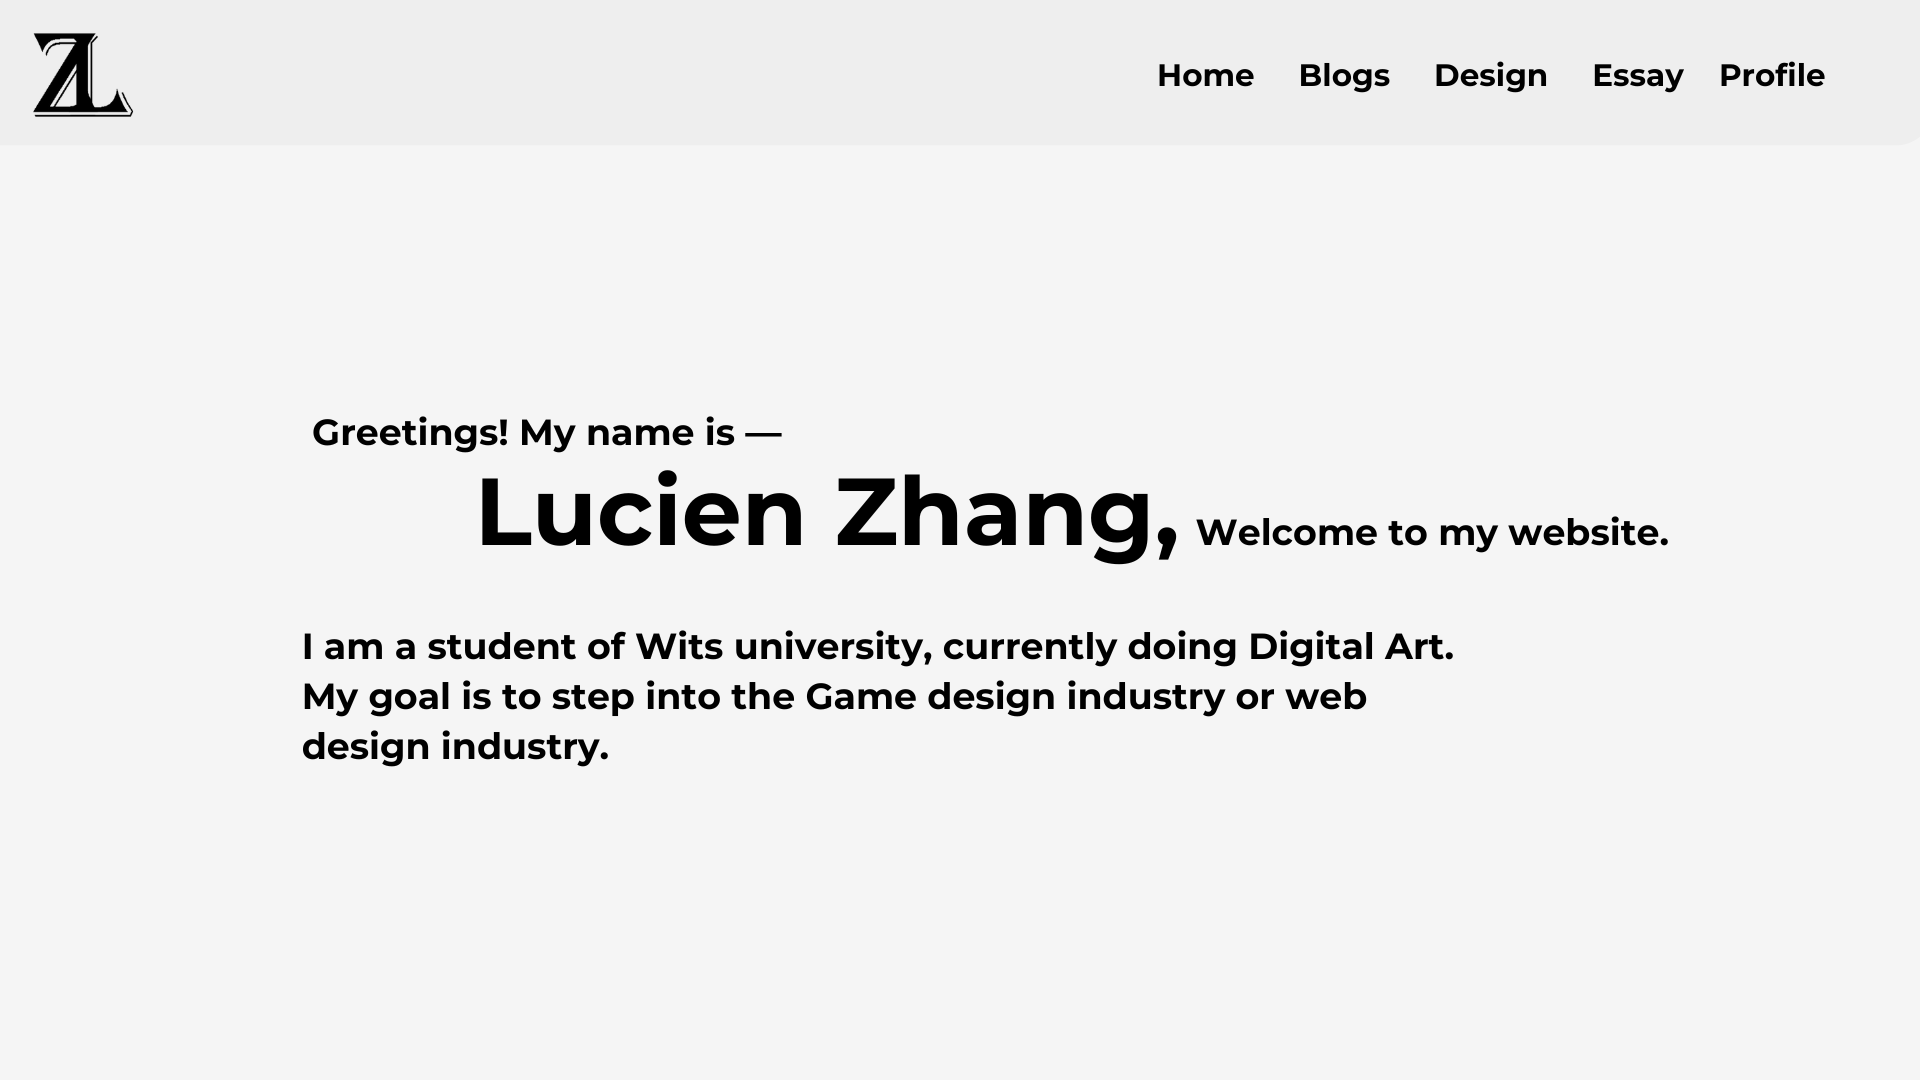 ZL
Home Blogs Design Essay Profile
Greetings! My name is —
Lucien Zhang, Welcome to my website.
I am a student of Wits university, currently doing Digital Art.
My goal is to step into the Game design industry or web
design industry.